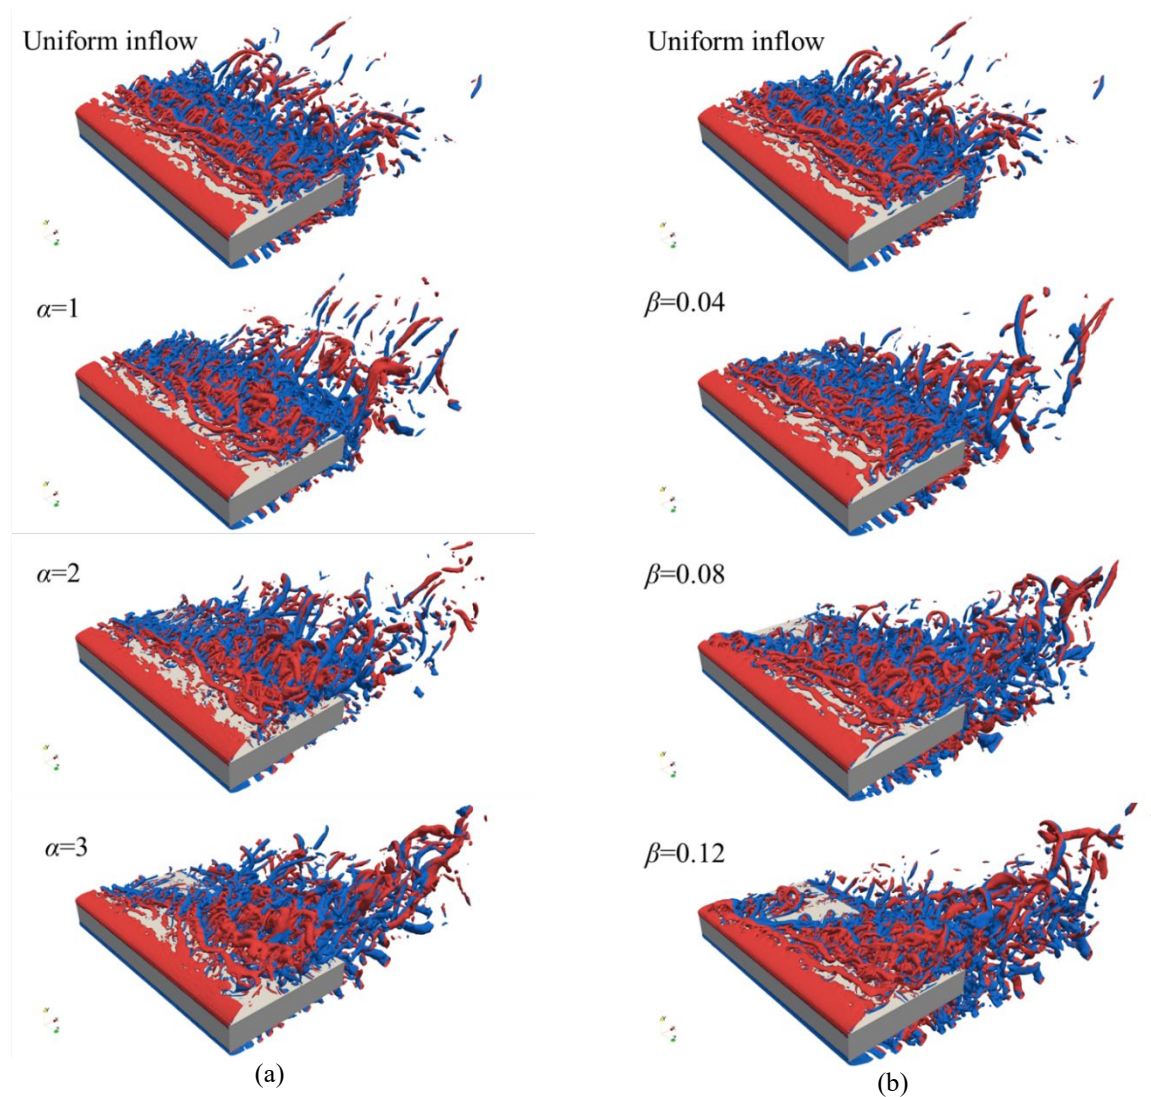 Uniform inflow
α=1
α=2
α=3
(a)
Uniform inflow
β=0.04
β=0.08
β=0.12
(b)